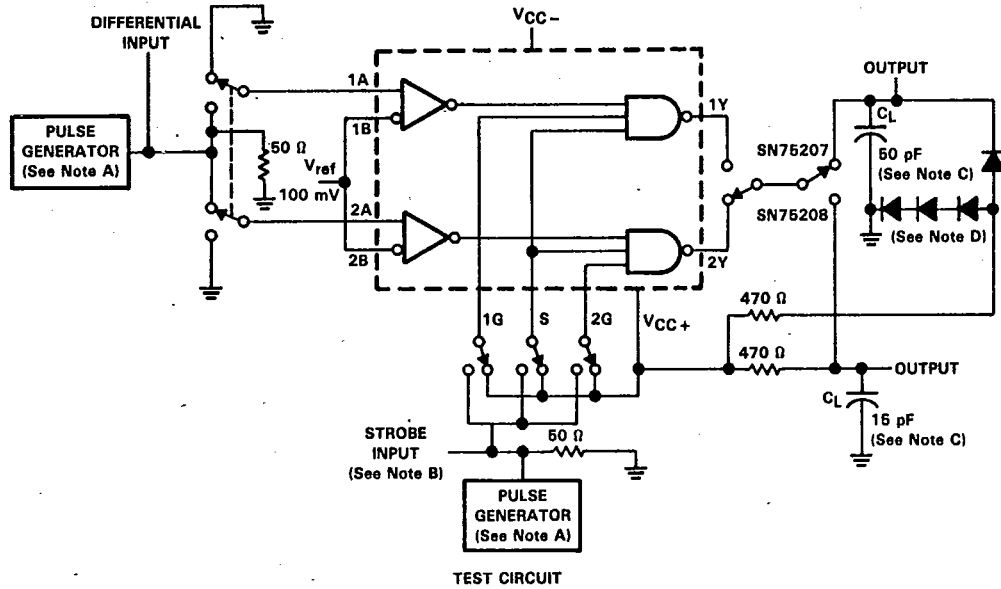 VCC-
DIFFERENTIAL
INPUT
OUTPUT
1A
1Y
CL
PULSE
GENERATOR
(See Note A)
1B
50 Ω
Vref
100 mV
SN75207
50 pF
(See Note C)
2A
SN75208
(See Note D)
2B
2Y
470 Ω
1G
S
2G
VCC+
470 Ω
OUTPUT
CL
15 pF
(See Note C)
STROBE
INPUT
(See Note B)
50 Ω
PULSE
GENERATOR
(See Note A)
TEST CIRCUIT